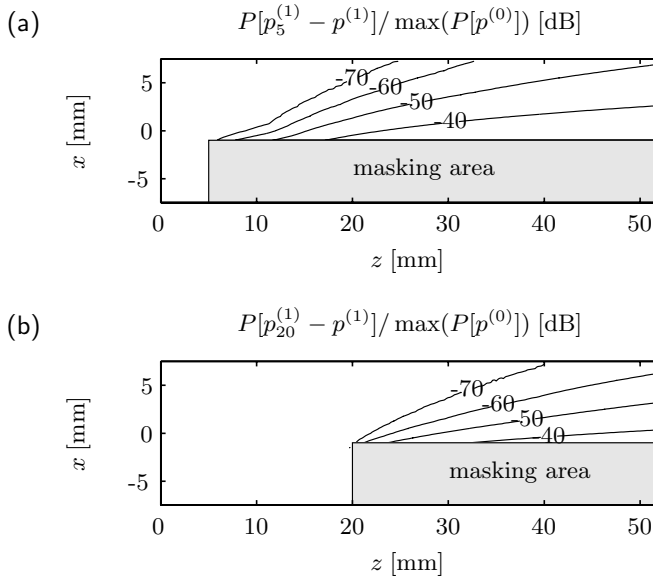 (a)
P[p₅⁽¹⁾ − p⁽¹⁾]/ max(P[p⁽⁰⁾]) [dB]
5
0
-5
x [mm]
-70
-60
-50
-40
masking area
0 10 20 30 40 50
z [mm]
(b)
P[p₂₀⁽¹⁾ − p⁽¹⁾]/ max(P[p⁽⁰⁾]) [dB]
5
0
-5
x [mm]
-70
-60
-50
-40
masking area
0 10 20 30 40 50
z [mm]